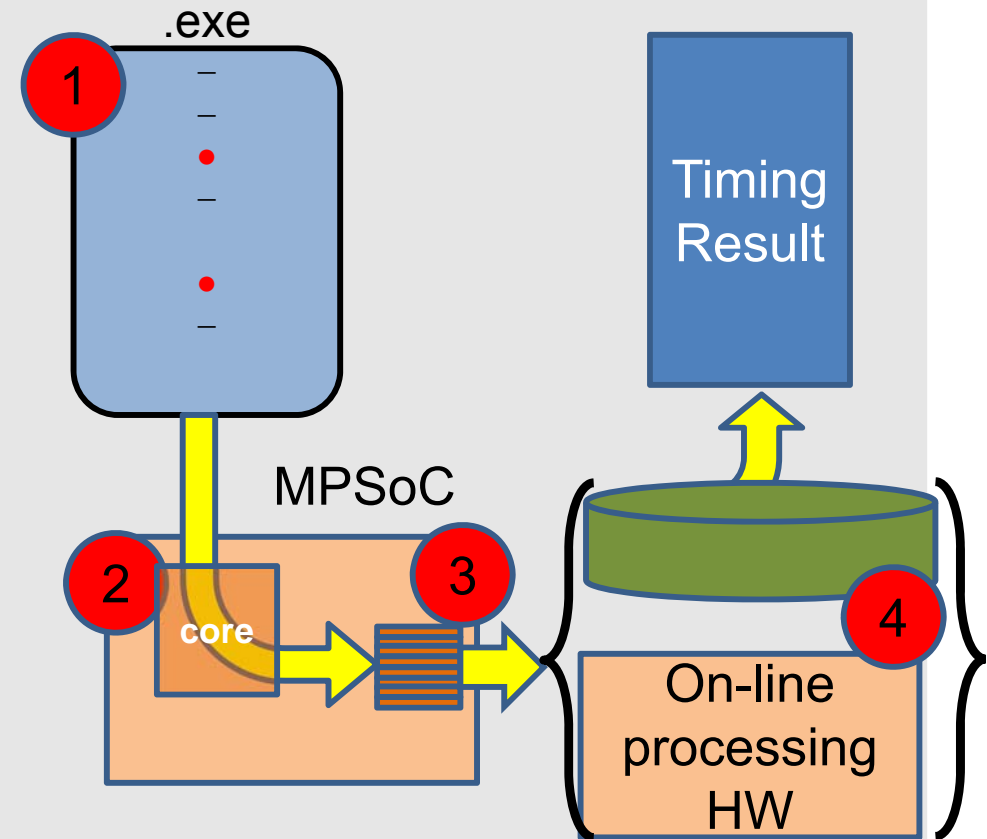 .exe
1
Timing
Result
MPSoC
2
core
3
4
On-line
processing
HW